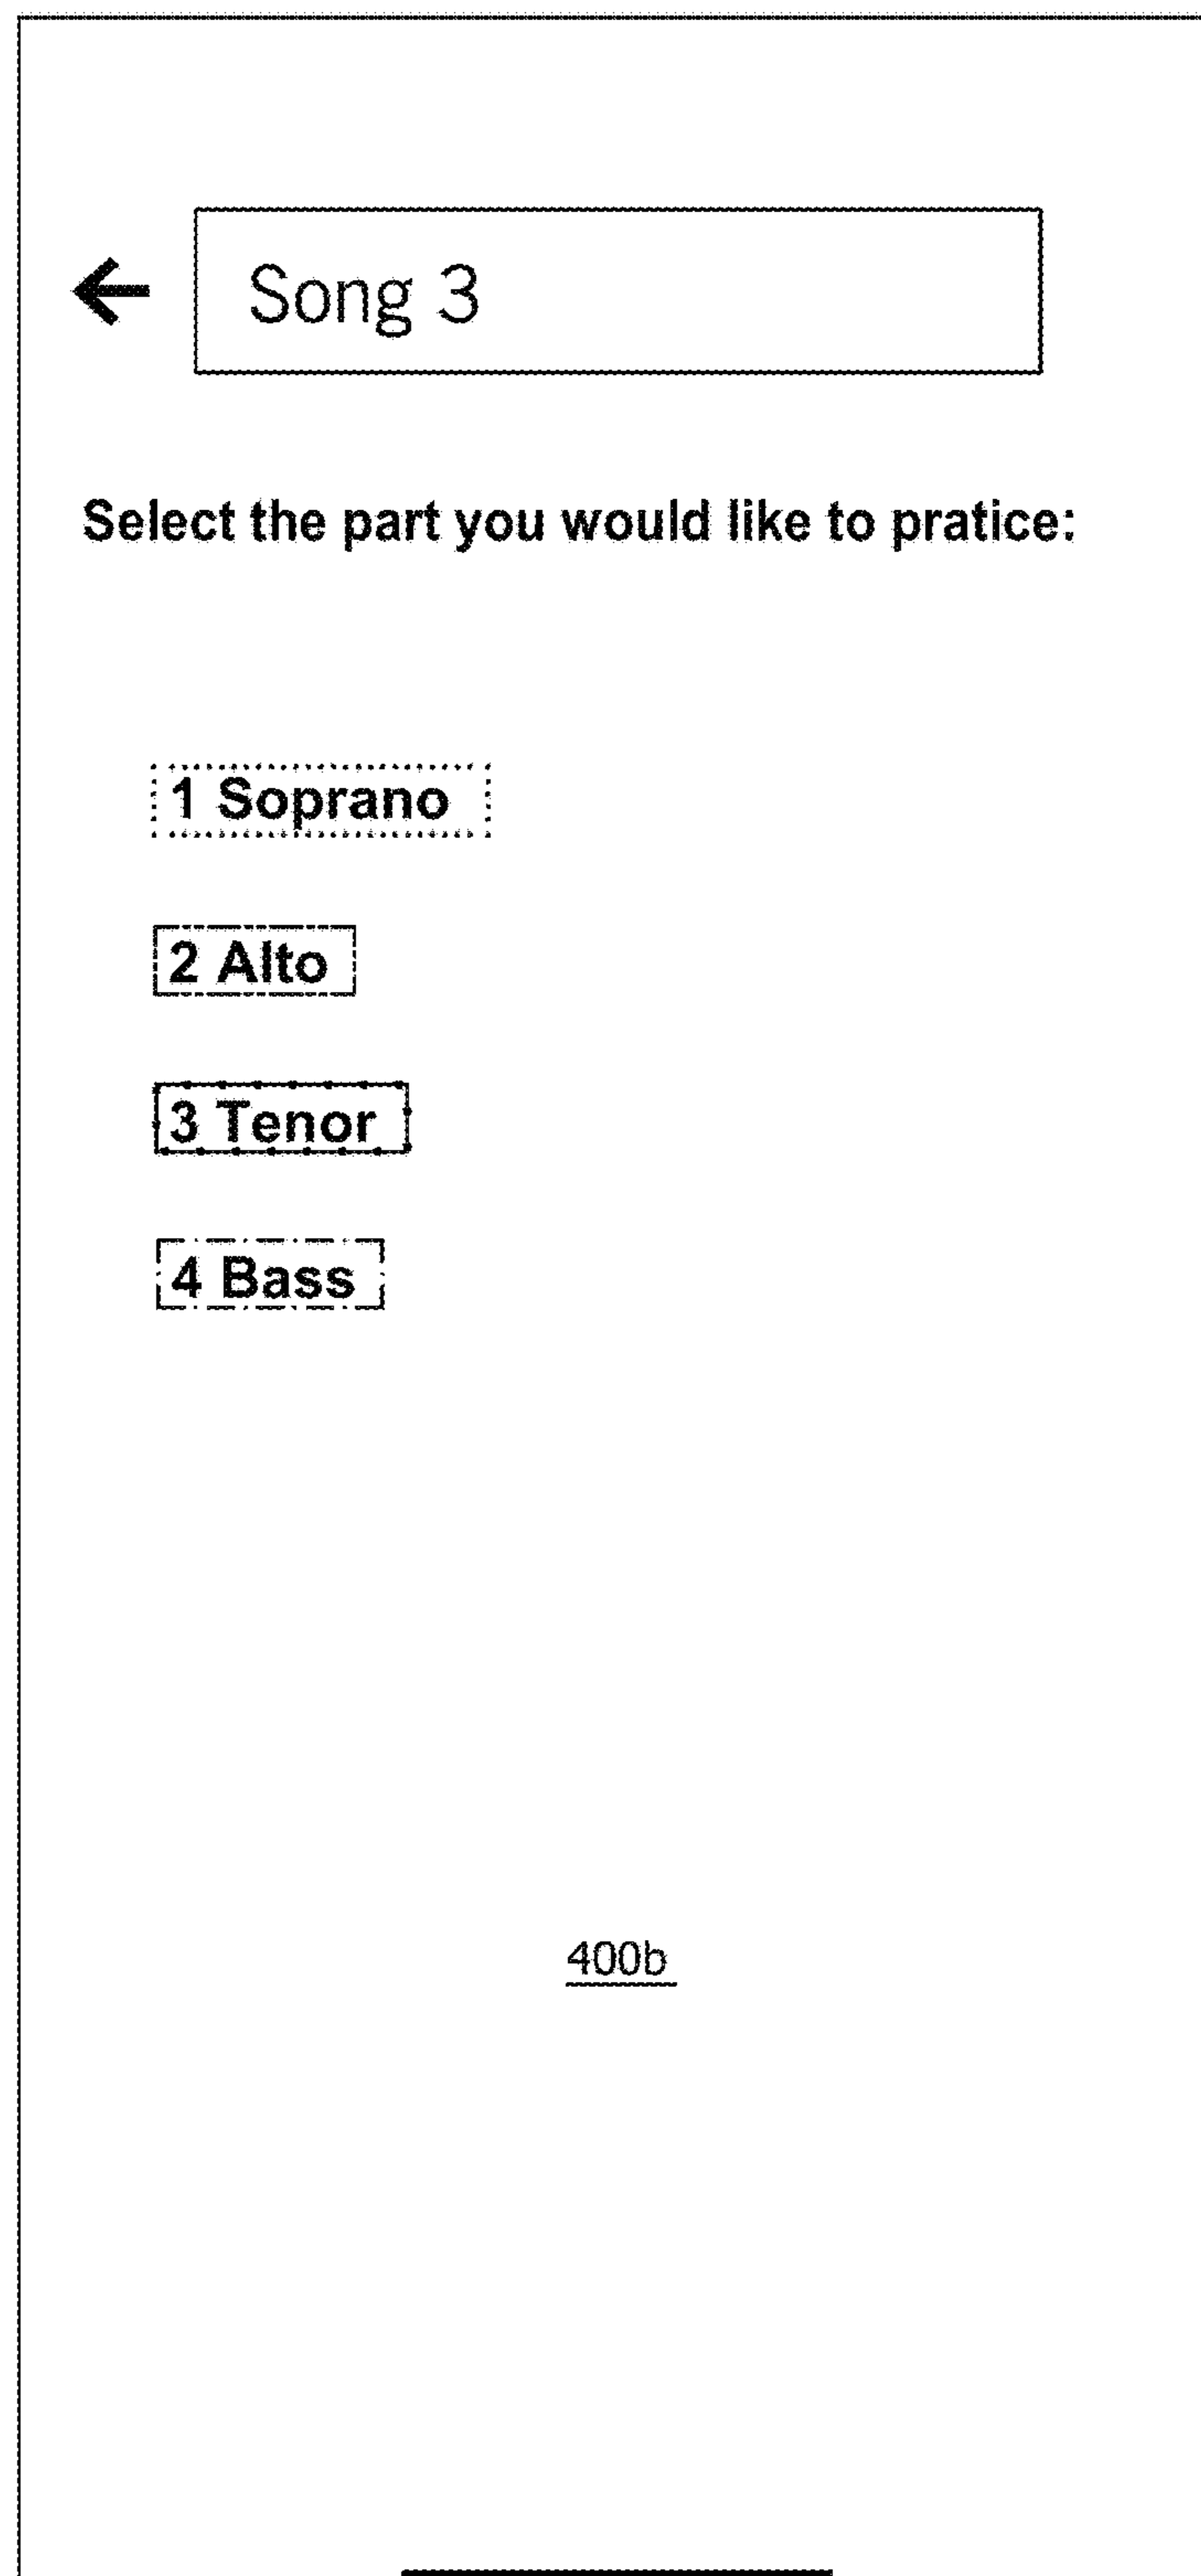 Song 3
Select the part you would like to pratice:
1 Soprano
2 Alto
3 Tenor
4 Bass
400b